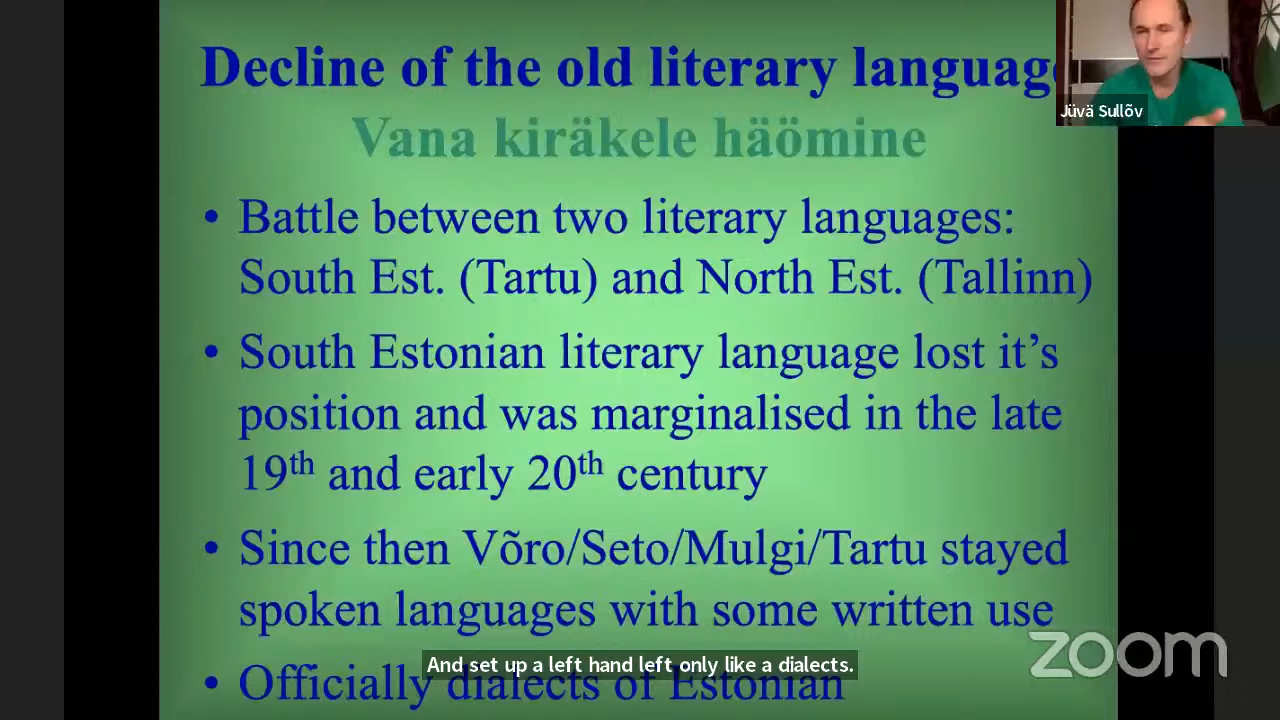 Decline of the old literary languag
Vana kiräkele häömine
• Battle between two literary languages:
South Est. (Tartu) and North Est. (Tallinn)
• South Estonian literary language lost it’s
position and was marginalised in the late
19th and early 20th century
• Since then Võro/Seto/Mulgi/Tartu stayed
spoken languages with some written use
• Officially dialects of Estonian
And set up a left hand left only like a dialects.
Jüvä Sullõv
zoom